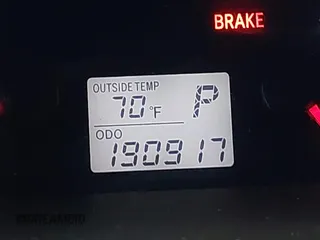 BRAKE
OUTSIDE TEMP
70°F P
ODO
190917